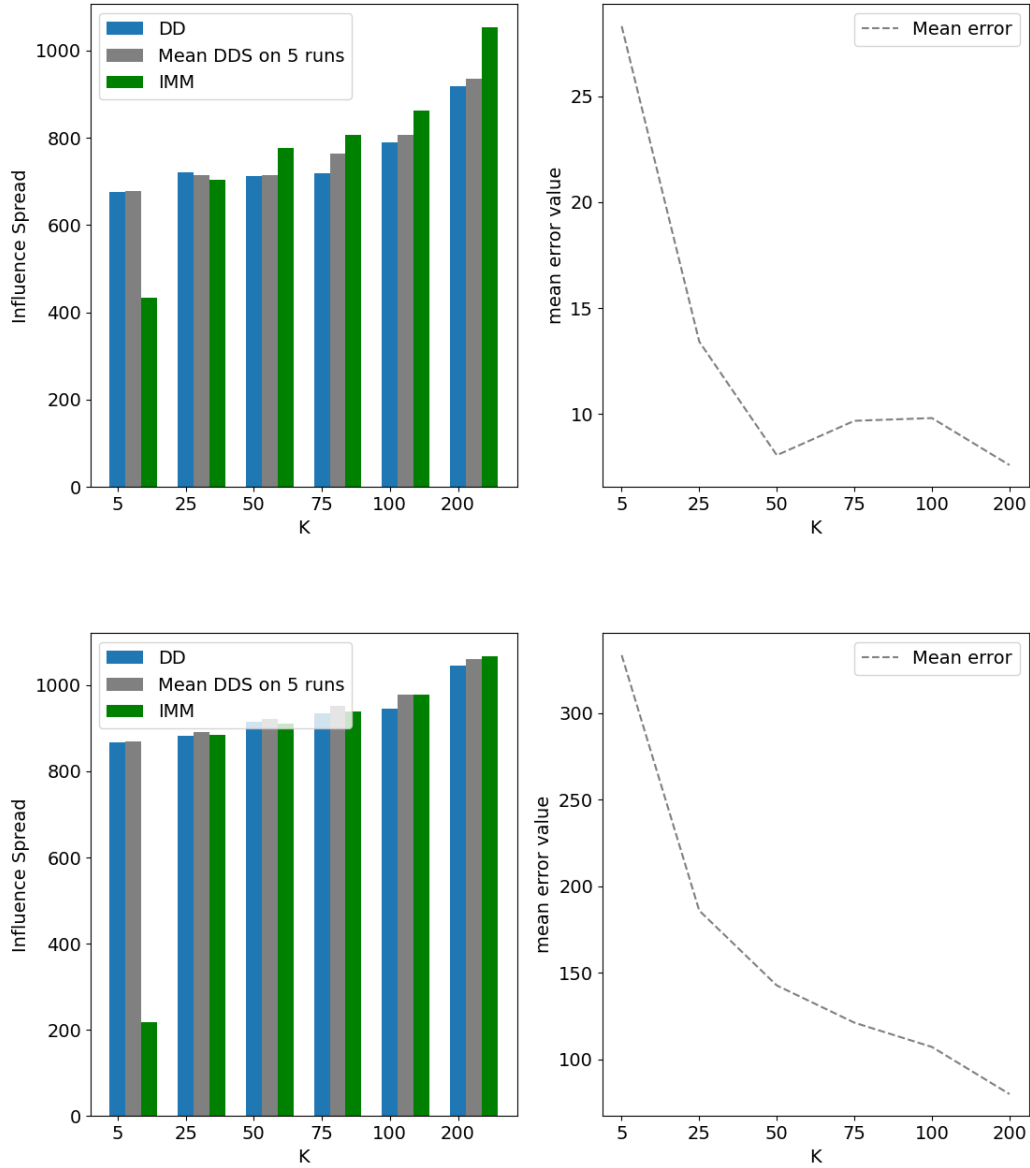 1000
800
600
400
200
0
Influence Spread
DD
Mean DDS on 5 runs
IMM
5 25 50 75 100 200
K
25
20
15
10
mean error value
Mean error
5 25 50 75 100 200
K
1000
800
600
400
200
0
Influence Spread
DD
Mean DDS on 5 runs
IMM
5 25 50 75 100 200
K
300
250
200
150
100
mean error value
Mean error
5 25 50 75 100 200
K